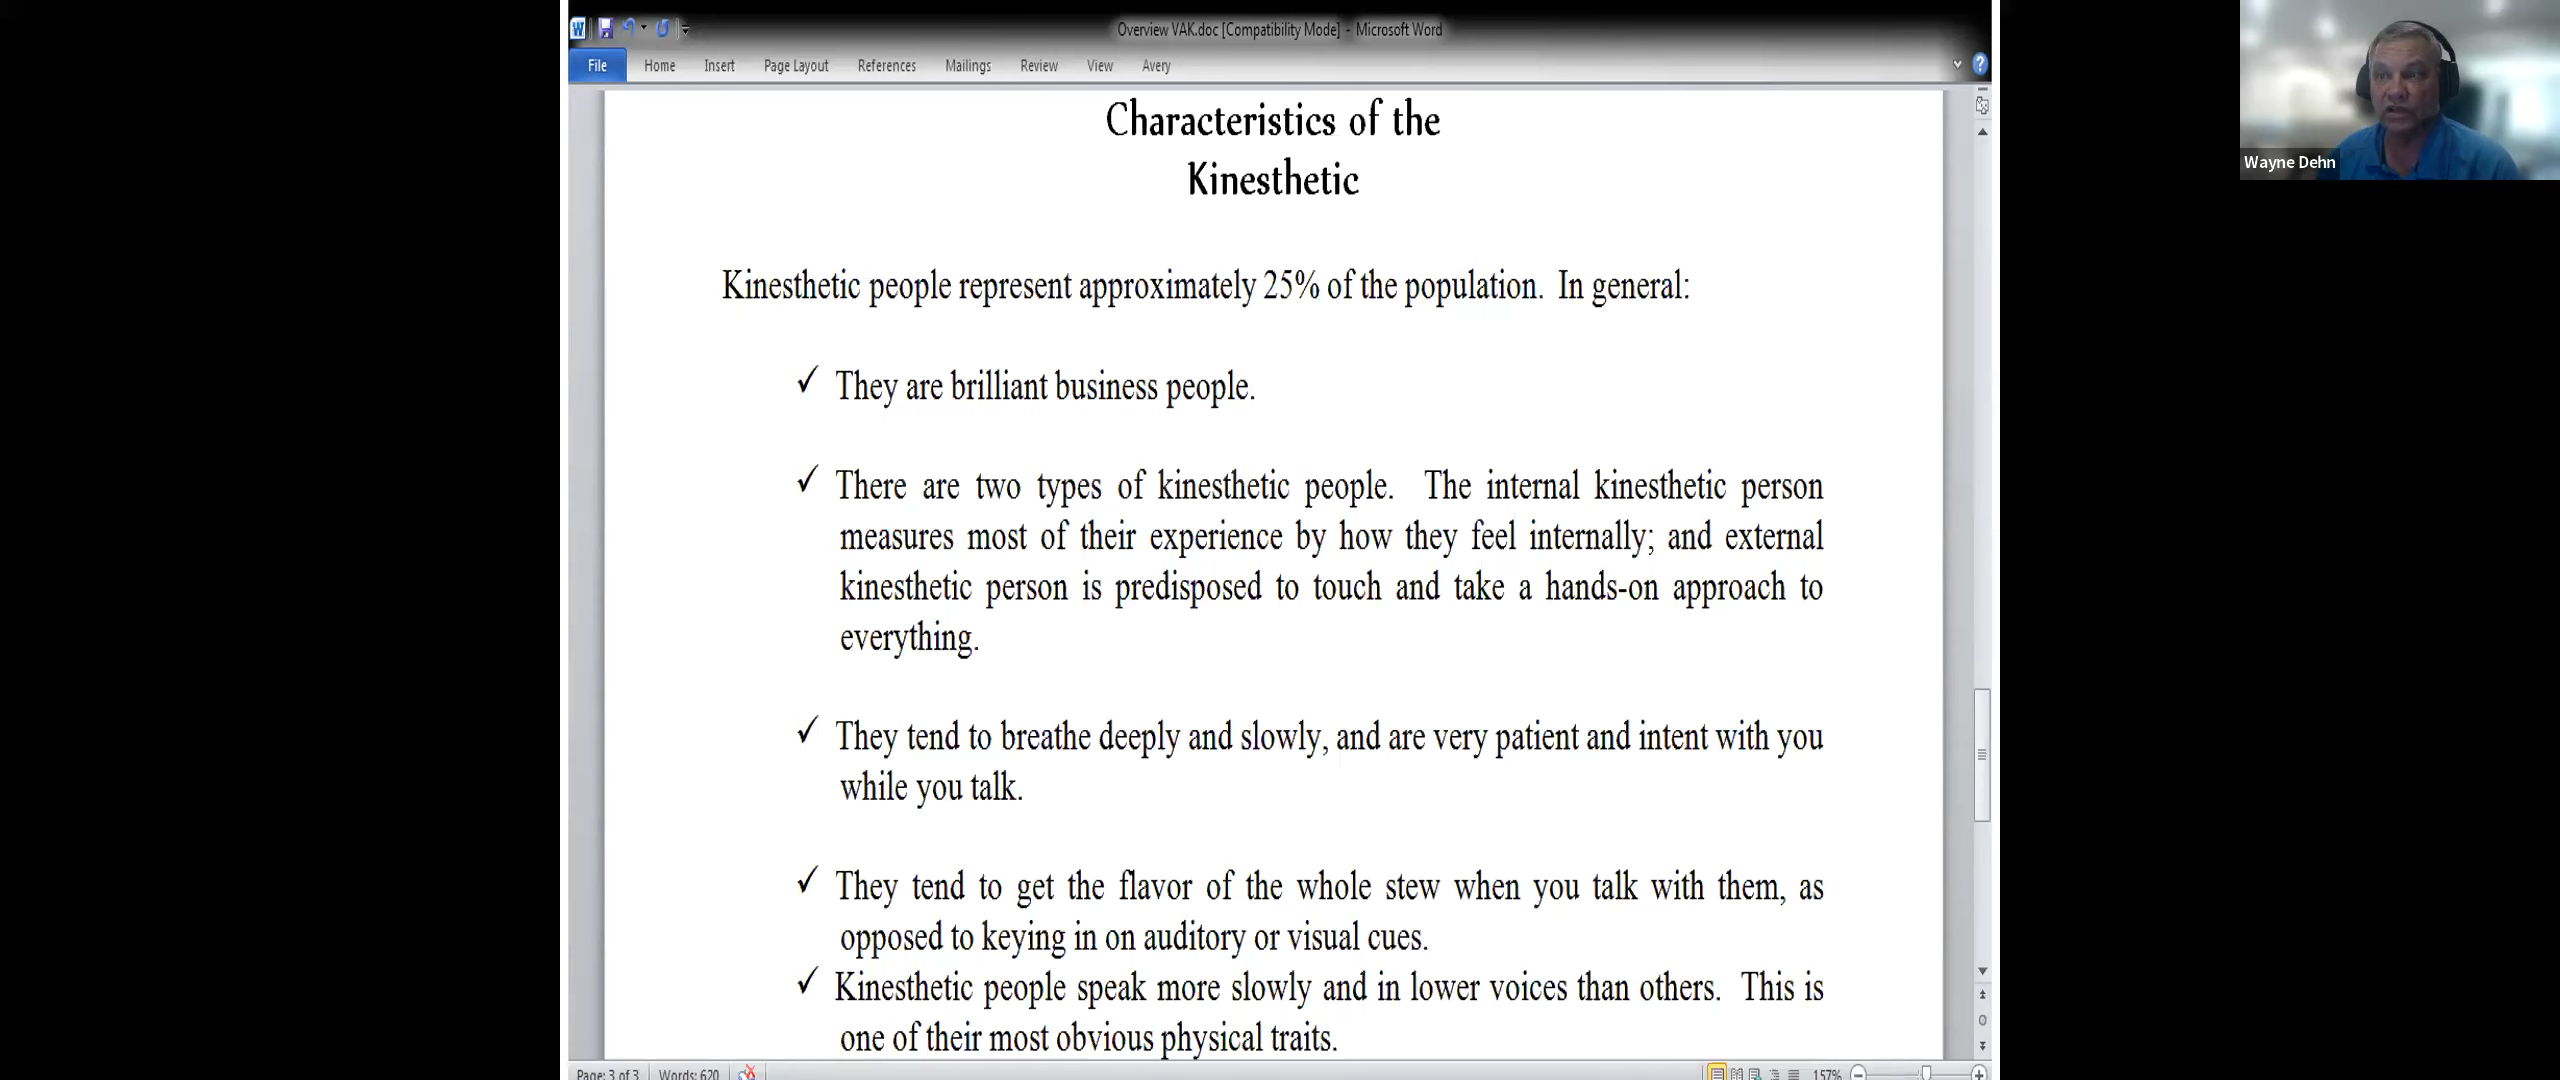 Overview VAK.doc [Compatibility Mode] - Microsoft Word
File Home Insert Page Layout References Mailings Review View Avery
Wayne Dehn
Characteristics of the
Kinesthetic
Kinesthetic people represent approximately 25% of the population. In general:
✓ They are brilliant business people.
✓ There are two types of kinesthetic people. The internal kinesthetic person
measures most of their experience by how they feel internally; and external
kinesthetic person is predisposed to touch and take a hands-on approach to
everything.
✓ They tend to breathe deeply and slowly, and are very patient and intent with you
while you talk.
✓ They tend to get the flavor of the whole stew when you talk with them, as
opposed to keying in on auditory or visual cues.
✓ Kinesthetic people speak more slowly and in lower voices than others. This is
one of their most obvious physical traits.
Page: 3 of 3 Words: 620 157%